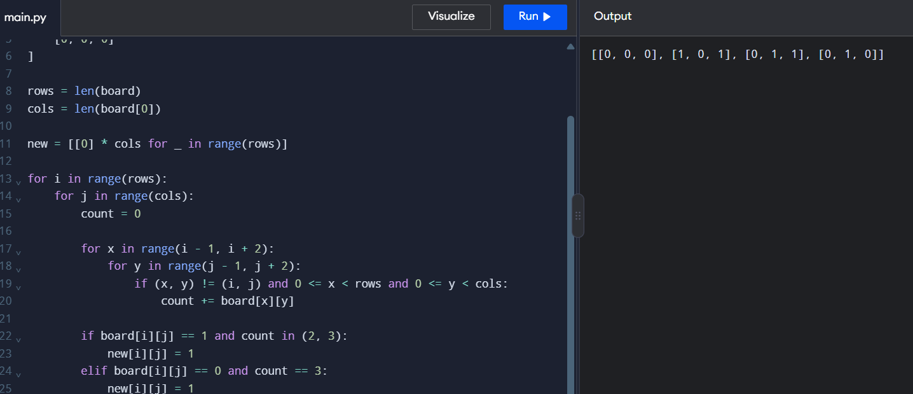 main.py
Visualize
Run
Output
5 [0, 0, 0]
6 ]
7
8 rows = len(board)
9 cols = len(board[0])
10
11 new = [[0] * cols for _ in range(rows)]
12
13 for i in range(rows):
14 for j in range(cols):
15 count = 0
16
17 for x in range(i - 1, i + 2):
18 for y in range(j - 1, j + 2):
19 if (x, y) != (i, j) and 0 <= x < rows and 0 <= y < cols:
20 count += board[x][y]
21
22 if board[i][j] == 1 and count in (2, 3):
23 new[i][j] = 1
24 elif board[i][j] == 0 and count == 3:
25 new[i][j] = 1
[[0, 0, 0], [1, 0, 1], [0, 1, 1], [0, 1, 0]]